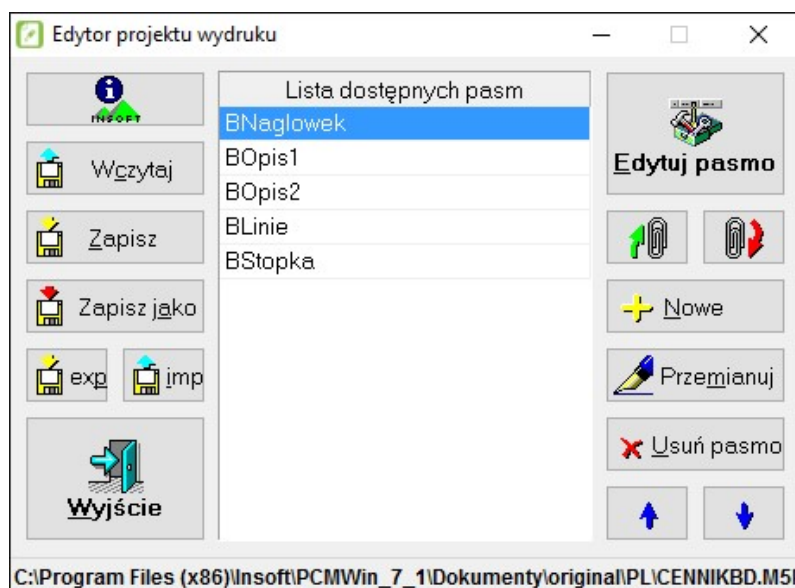 Edytor projektu wydruku
INSOFT
Wczytaj
Zapisz
Zapisz jako
exp
imp
Wyjście
Lista dostępnych pasm
BNaglowek
BOpis1
BOpis2
BLinie
BStopka
Edytuj pasmo
Nowe
Przemianuj
Usuń pasmo
C:\Program Files (x86)\Insoft\PCMWin_7_1\Dokumenty\original\PL\CENNIKBD.M5